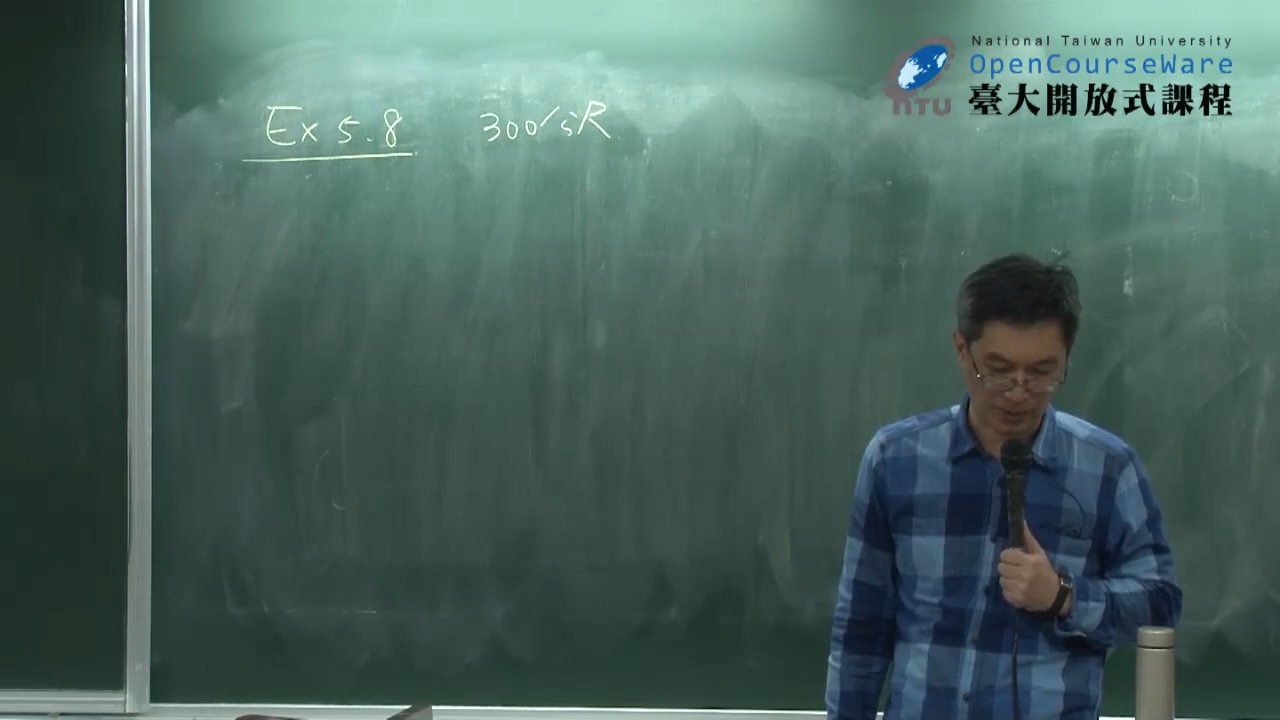 National Taiwan University
OpenCourseWare
臺大開放式課程
NTU
Ex 5.8 300's R